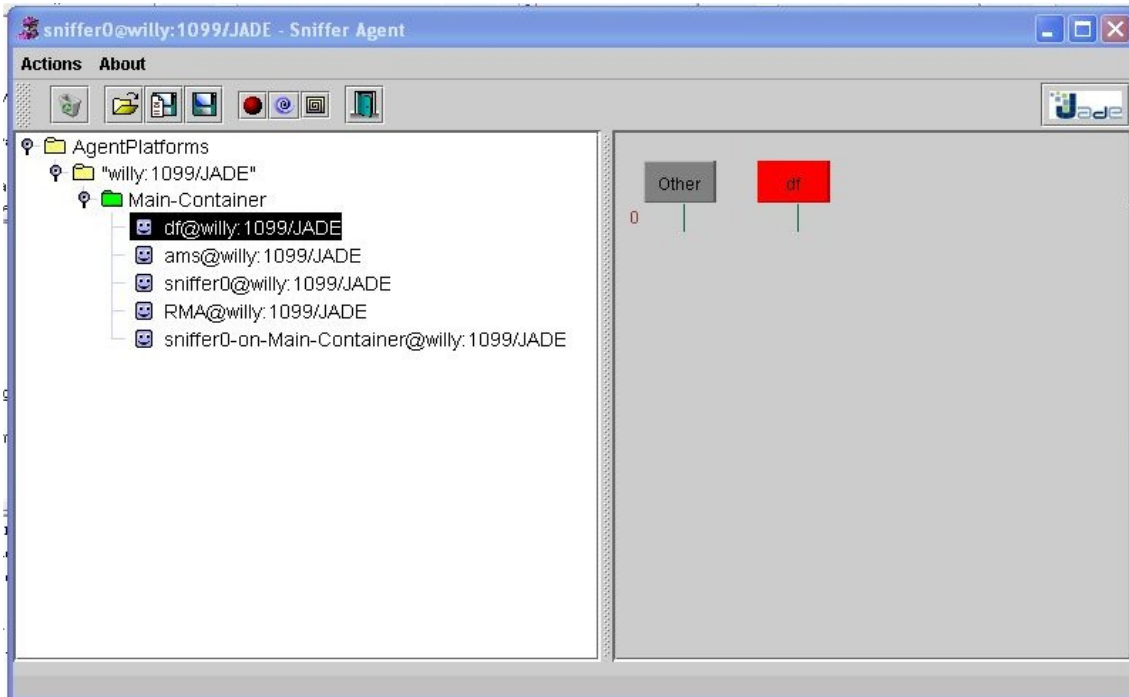 sniffer0@willy:1099/JADE - Sniffer Agent
Actions About
Jade
AgentPlatforms
"willy:1099/JADE"
Main-Container
df@willy:1099/JADE
ams@willy:1099/JADE
sniffer0@willy:1099/JADE
RMA@willy:1099/JADE
sniffer0-on-Main-Container@willy:1099/JADE
Other df
0